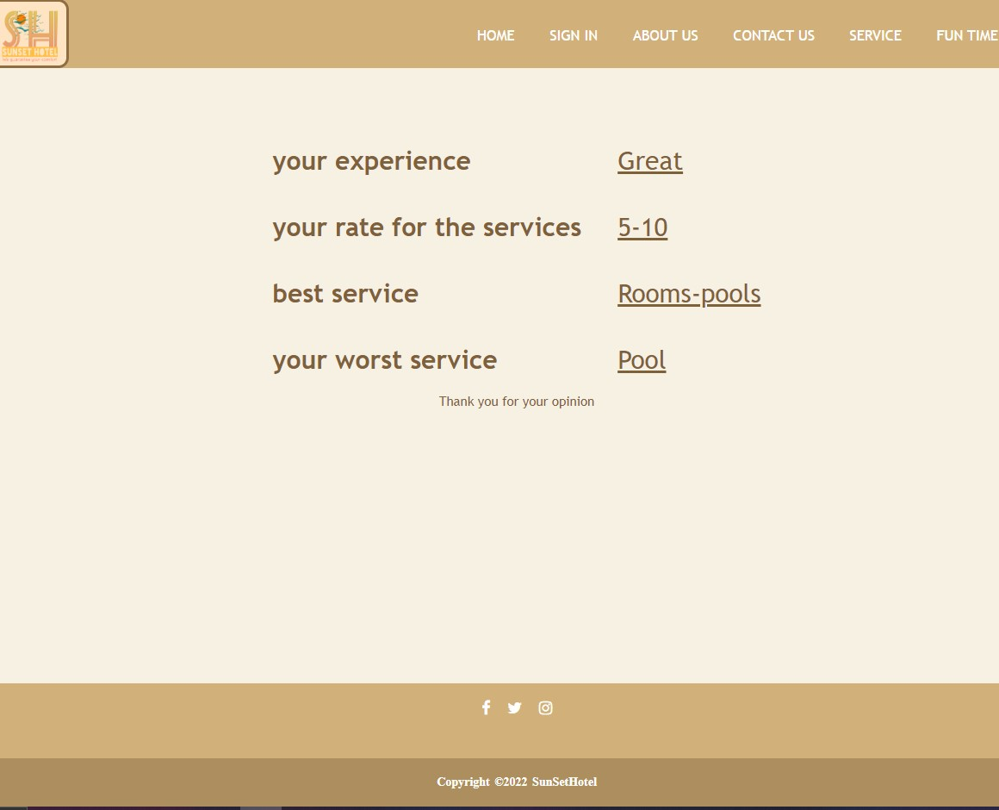 SH
SUNSET HOTEL
HOME SIGN IN ABOUT US CONTACT US SERVICE FUN TIME
your experience Great
your rate for the services 5-10
best service Rooms-pools
your worst service Pool
Thank you for your opinion
Copyright ©2022 SunSetHotel